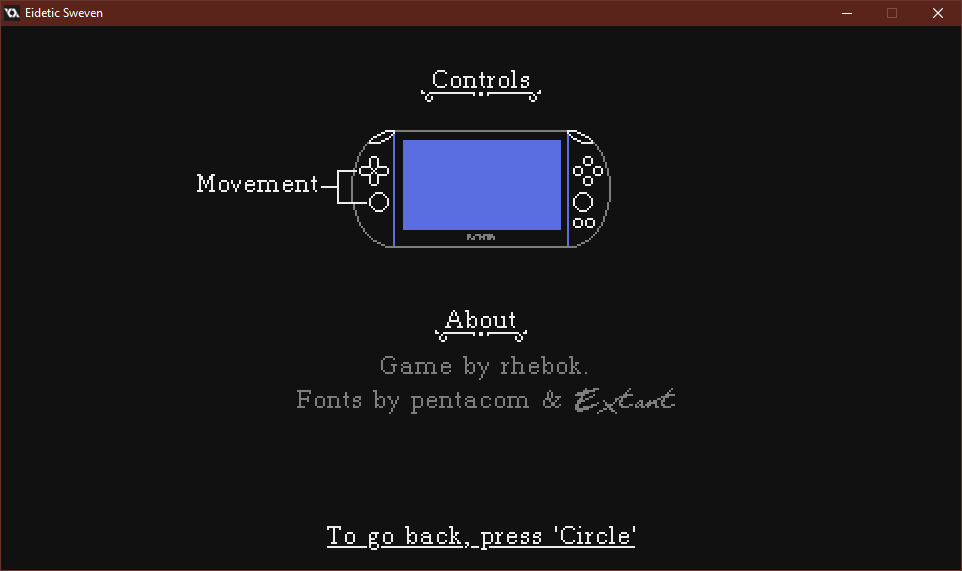 Eidetic Sweven
Controls
Movement
About
Game by rhebok.
Fonts by pentacom & Extant
To go back, press 'Circle'